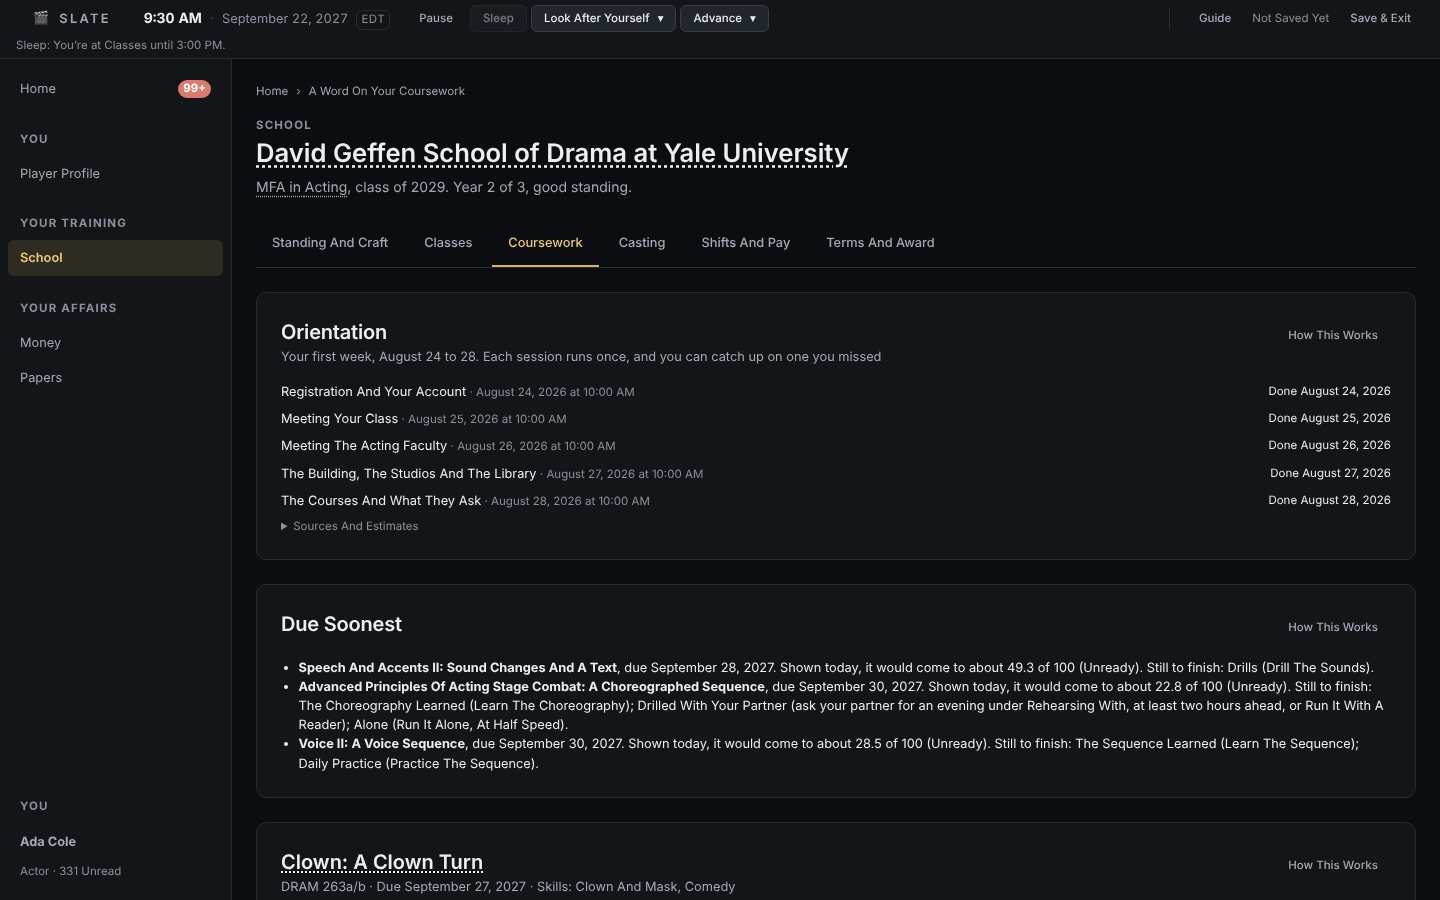 SLATE
9:30 AM · September 22, 2027 EDT
Pause
Sleep
Look After Yourself ▾
Advance ▾
Guide
Not Saved Yet
Save & Exit
Sleep: You're at Classes until 3:00 PM.
Home
99+
YOU
Player Profile
YOUR TRAINING
School
YOUR AFFAIRS
Money
Papers
YOU
Ada Cole
Actor · 331 Unread
Home › A Word On Your Coursework
SCHOOL
David Geffen School of Drama at Yale University
MFA in Acting, class of 2029. Year 2 of 3, good standing.
Standing And Craft
Classes
Coursework
Casting
Shifts And Pay
Terms And Award
Orientation
How This Works
Your first week, August 24 to 28. Each session runs once, and you can catch up on one you missed
Registration And Your Account · August 24, 2026 at 10:00 AM
Done August 24, 2026
Meeting Your Class · August 25, 2026 at 10:00 AM
Done August 25, 2026
Meeting The Acting Faculty · August 26, 2026 at 10:00 AM
Done August 26, 2026
The Building, The Studios And The Library · August 27, 2026 at 10:00 AM
Done August 27, 2026
The Courses And What They Ask · August 28, 2026 at 10:00 AM
Done August 28, 2026
▶ Sources And Estimates
Due Soonest
How This Works
• Speech And Accents II: Sound Changes And A Text, due September 28, 2027. Shown today, it would come to about 49.3 of 100 (Unready). Still to finish: Drills (Drill The Sounds).
• Advanced Principles Of Acting Stage Combat: A Choreographed Sequence, due September 30, 2027. Shown today, it would come to about 22.8 of 100 (Unready). Still to finish:
The Choreography Learned (Learn The Choreography); Drilled With Your Partner (ask your partner for an evening under Rehearsing With, at least two hours ahead, or Run It With A
Reader); Alone (Run It Alone, At Half Speed).
• Voice II: A Voice Sequence, due September 30, 2027. Shown today, it would come to about 28.5 of 100 (Unready). Still to finish: The Sequence Learned (Learn The Sequence);
Daily Practice (Practice The Sequence).
Clown: A Clown Turn
How This Works
DRAM 263a/b · Due September 27, 2027 · Skills: Clown And Mask, Comedy